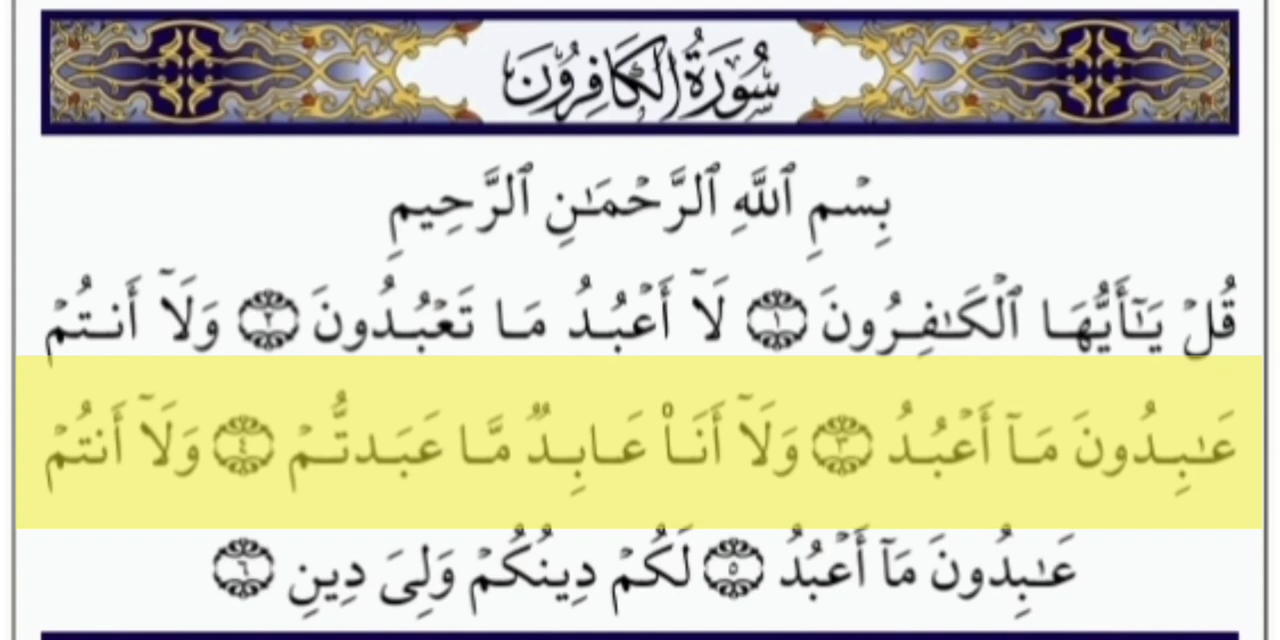 سُورَةُ الْكَافِرُونَ
بِسْمِ ٱللَّهِ ٱلرَّحْمَـٰنِ ٱلرَّحِيمِ
قُلْ يَـٰٓأَيُّهَا ٱلْكَـٰفِرُونَ ١ لَآ أَعْبُدُ مَا تَعْبُدُونَ ٢ وَلَآ أَنتُمْ
عَـٰبِدُونَ مَآ أَعْبُدُ ٣ وَلَآ أَنَا۠ عَابِدٌ مَّا عَبَدتُّمْ ٤ وَلَآ أَنتُمْ
عَـٰبِدُونَ مَآ أَعْبُدُ ٥ لَكُمْ دِينُكُمْ وَلِىَ دِينِ ٦